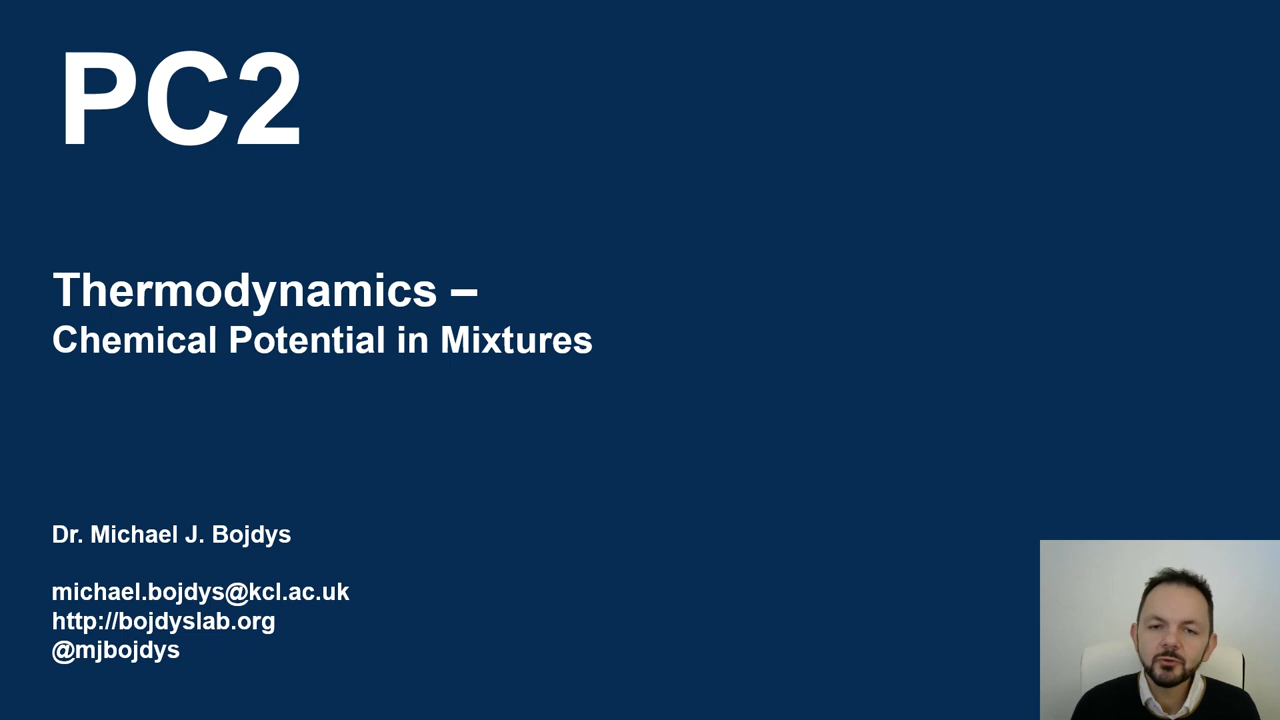 PC2
Thermodynamics –
Chemical Potential in Mixtures
Dr. Michael J. Bojdys
michael.bojdys@kcl.ac.uk
http://bojdyslab.org
@mjbojdys